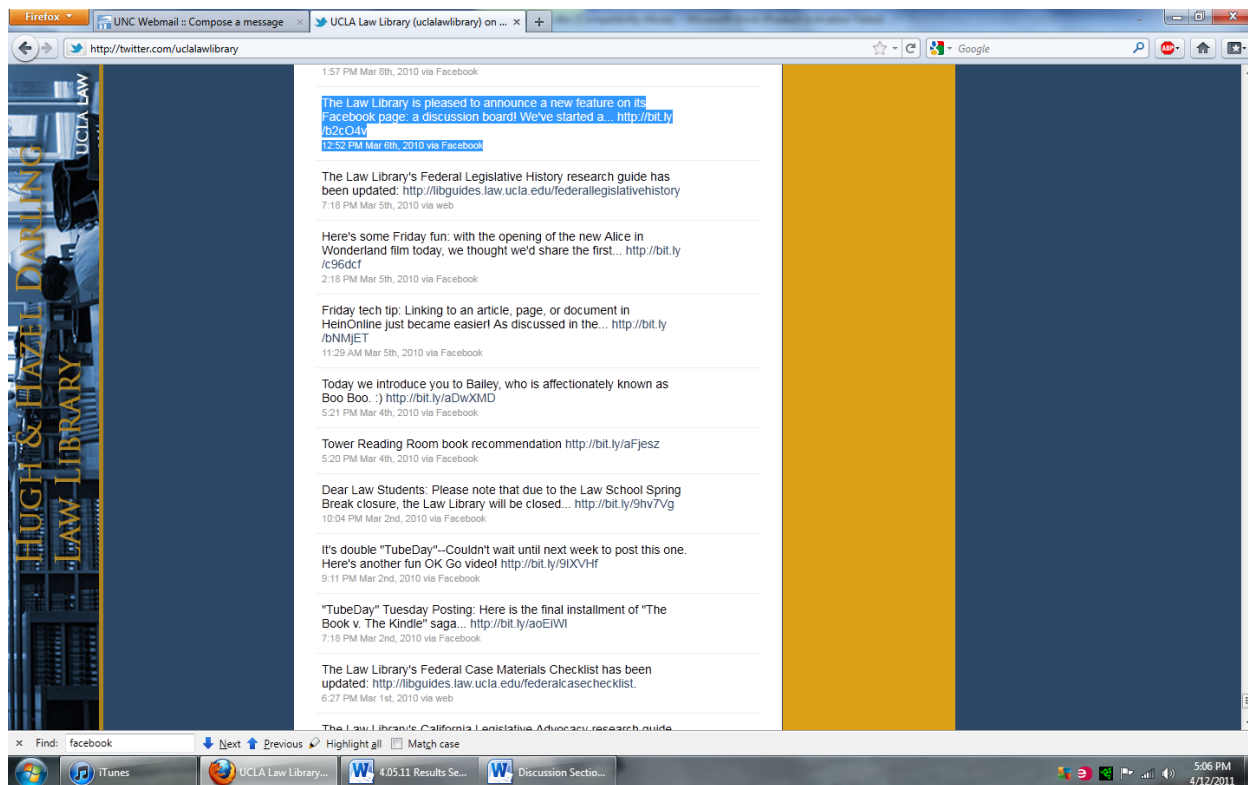 Firefox
UNC Webmail :: Compose a message
UCLA Law Library (uclalawlibrary) on ...
http://twitter.com/uclalawlibrary
Google
ABP
UCLA LAW
HUGH & HAZEL DARLING
LAW LIBRARY
1:57 PM Mar 8th, 2010 via Facebook
The Law Library is pleased to announce a new feature on its
Facebook page: a discussion board! We've started a... http://bit.ly
/b2cO4v
12:52 PM Mar 6th, 2010 via Facebook
The Law Library's Federal Legislative History research guide has
been updated: http://libguides.law.ucla.edu/federallegislativehistory
7:18 PM Mar 5th, 2010 via web
Here's some Friday fun: with the opening of the new Alice in
Wonderland film today, we thought we'd share the first... http://bit.ly
/c96dcf
2:18 PM Mar 5th, 2010 via Facebook
Friday tech tip: Linking to an article, page, or document in
HeinOnline just became easier! As discussed in the... http://bit.ly
/bNMjET
11:29 AM Mar 5th, 2010 via Facebook
Today we introduce you to Bailey, who is affectionately known as
Boo Boo. :) http://bit.ly/aDwXMD
5:21 PM Mar 4th, 2010 via Facebook
Tower Reading Room book recommendation http://bit.ly/aFjesz
5:20 PM Mar 4th, 2010 via Facebook
Dear Law Students: Please note that due to the Law School Spring
Break closure, the Law Library will be closed... http://bit.ly/9hv7Vg
10:04 PM Mar 2nd, 2010 via Facebook
It's double "TubeDay"--Couldn't wait until next week to post this one.
Here's another fun OK Go video! http://bit.ly/9IXVHf
9:11 PM Mar 2nd, 2010 via Facebook
"TubeDay" Tuesday Posting: Here is the final installment of "The
Book v. The Kindle" saga... http://bit.ly/aoEiWI
7:18 PM Mar 2nd, 2010 via Facebook
The Law Library's Federal Case Materials Checklist has been
updated: http://libguides.law.ucla.edu/federalcasechecklist.
6:27 PM Mar 1st, 2010 via web
The Law Library's California Legislative Advocacy research guide
Find: facebook Next Previous Highlight all Match case
iTunes
UCLA Law Library...
4.05.11 Results Se...
Discussion Sectio...
5:06 PM
4/12/2011